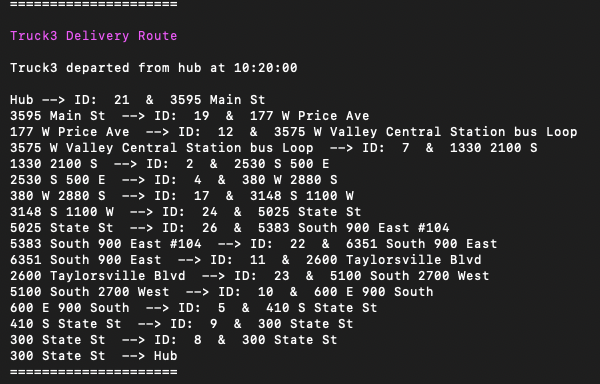 =====================
Truck3 Delivery Route
Truck3 departed from hub at 10:20:00
Hub --> ID:  21  &  3595 Main St
3595 Main St  --> ID:  19  &  177 W Price Ave
177 W Price Ave  --> ID:  12  &  3575 W Valley Central Station bus Loop
3575 W Valley Central Station bus Loop  --> ID:  7  &  1330 2100 S
1330 2100 S  --> ID:  2  &  2530 S 500 E
2530 S 500 E  --> ID:  4  &  380 W 2880 S
380 W 2880 S  --> ID:  17  &  3148 S 1100 W
3148 S 1100 W  --> ID:  24  &  5025 State St
5025 State St  --> ID:  26  &  5383 South 900 East #104
5383 South 900 East #104  --> ID:  22  &  6351 South 900 East
6351 South 900 East  --> ID:  11  &  2600 Taylorsville Blvd
2600 Taylorsville Blvd  --> ID:  23  &  5100 South 2700 West
5100 South 2700 West  --> ID:  10  &  600 E 900 South
600 E 900 South  --> ID:  5  &  410 S State St
410 S State St  --> ID:  9  &  300 State St
300 State St  --> ID:  8  &  300 State St
300 State St  --> Hub
=====================